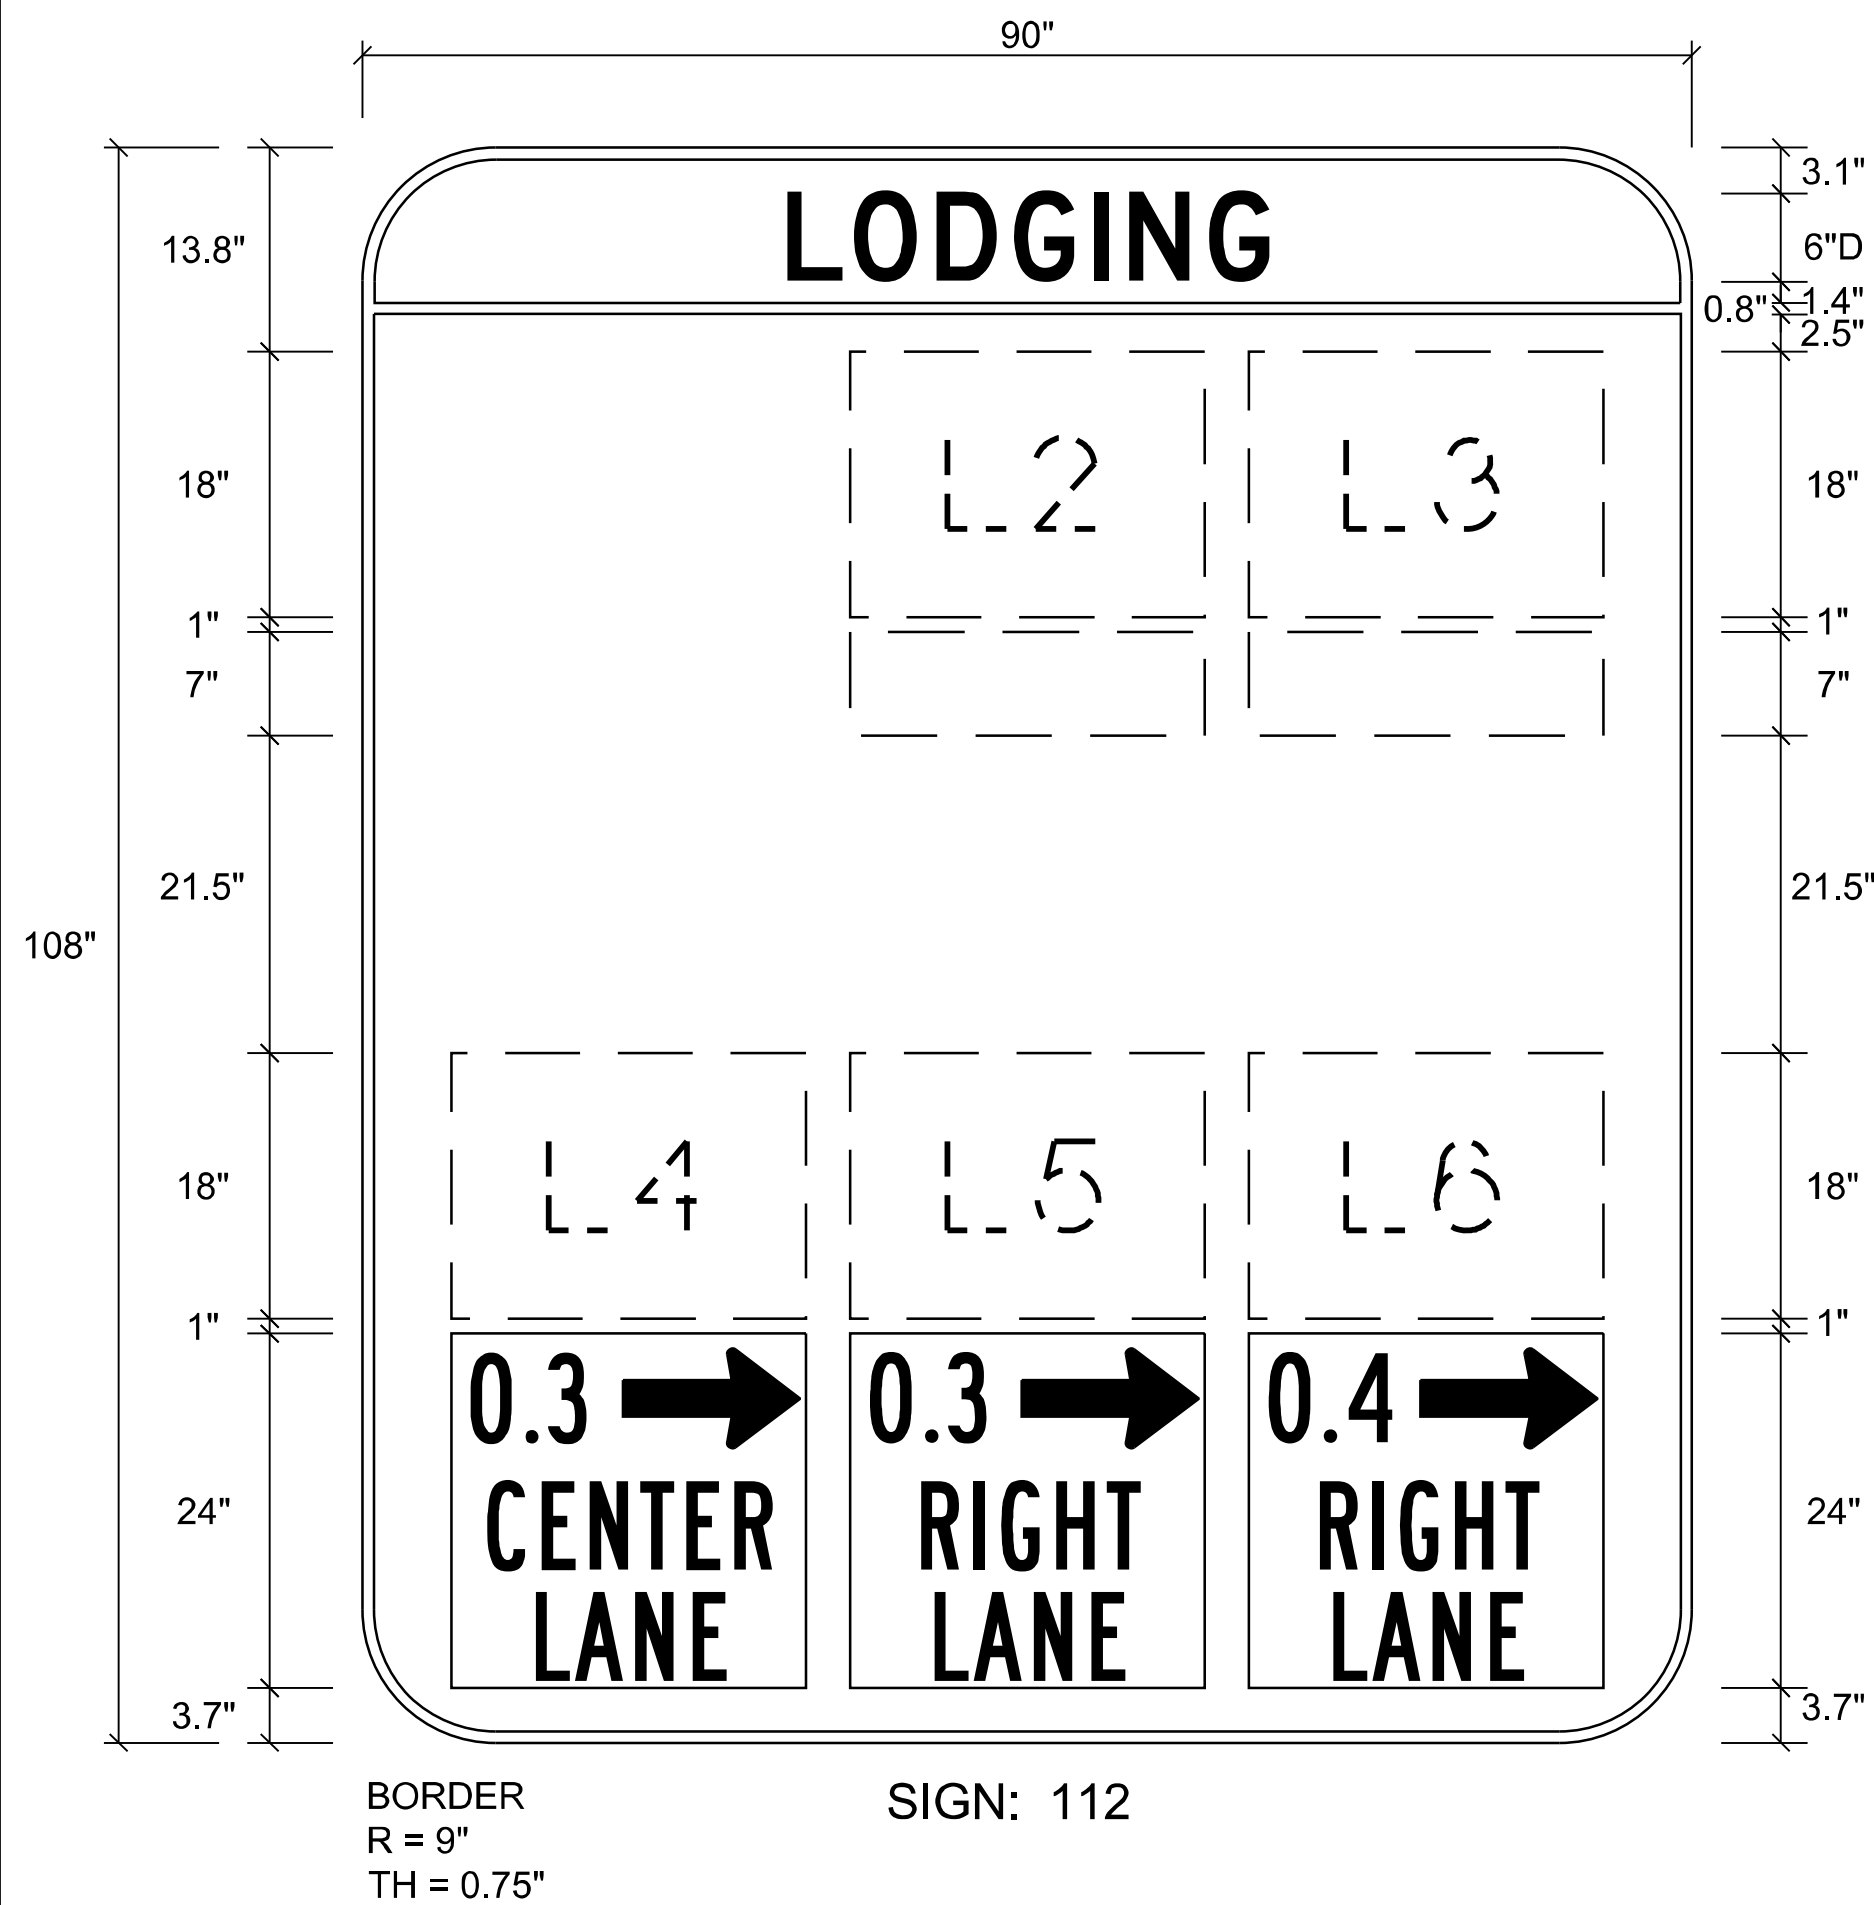 90"
3.1"
LODGING
13.8"
6"D
0.8"
1.4"
2.5"
L2
L3
18"
18"
1"
1"
7"
7"
21.5"
21.5"
108"
L4
L5
L6
18"
18"
1"
1"
0.3
0.3
0.4
CENTER
LANE
RIGHT
LANE
RIGHT
LANE
24"
24"
3.7"
3.7"
BORDER
R = 9"
TH = 0.75"
SIGN: 112